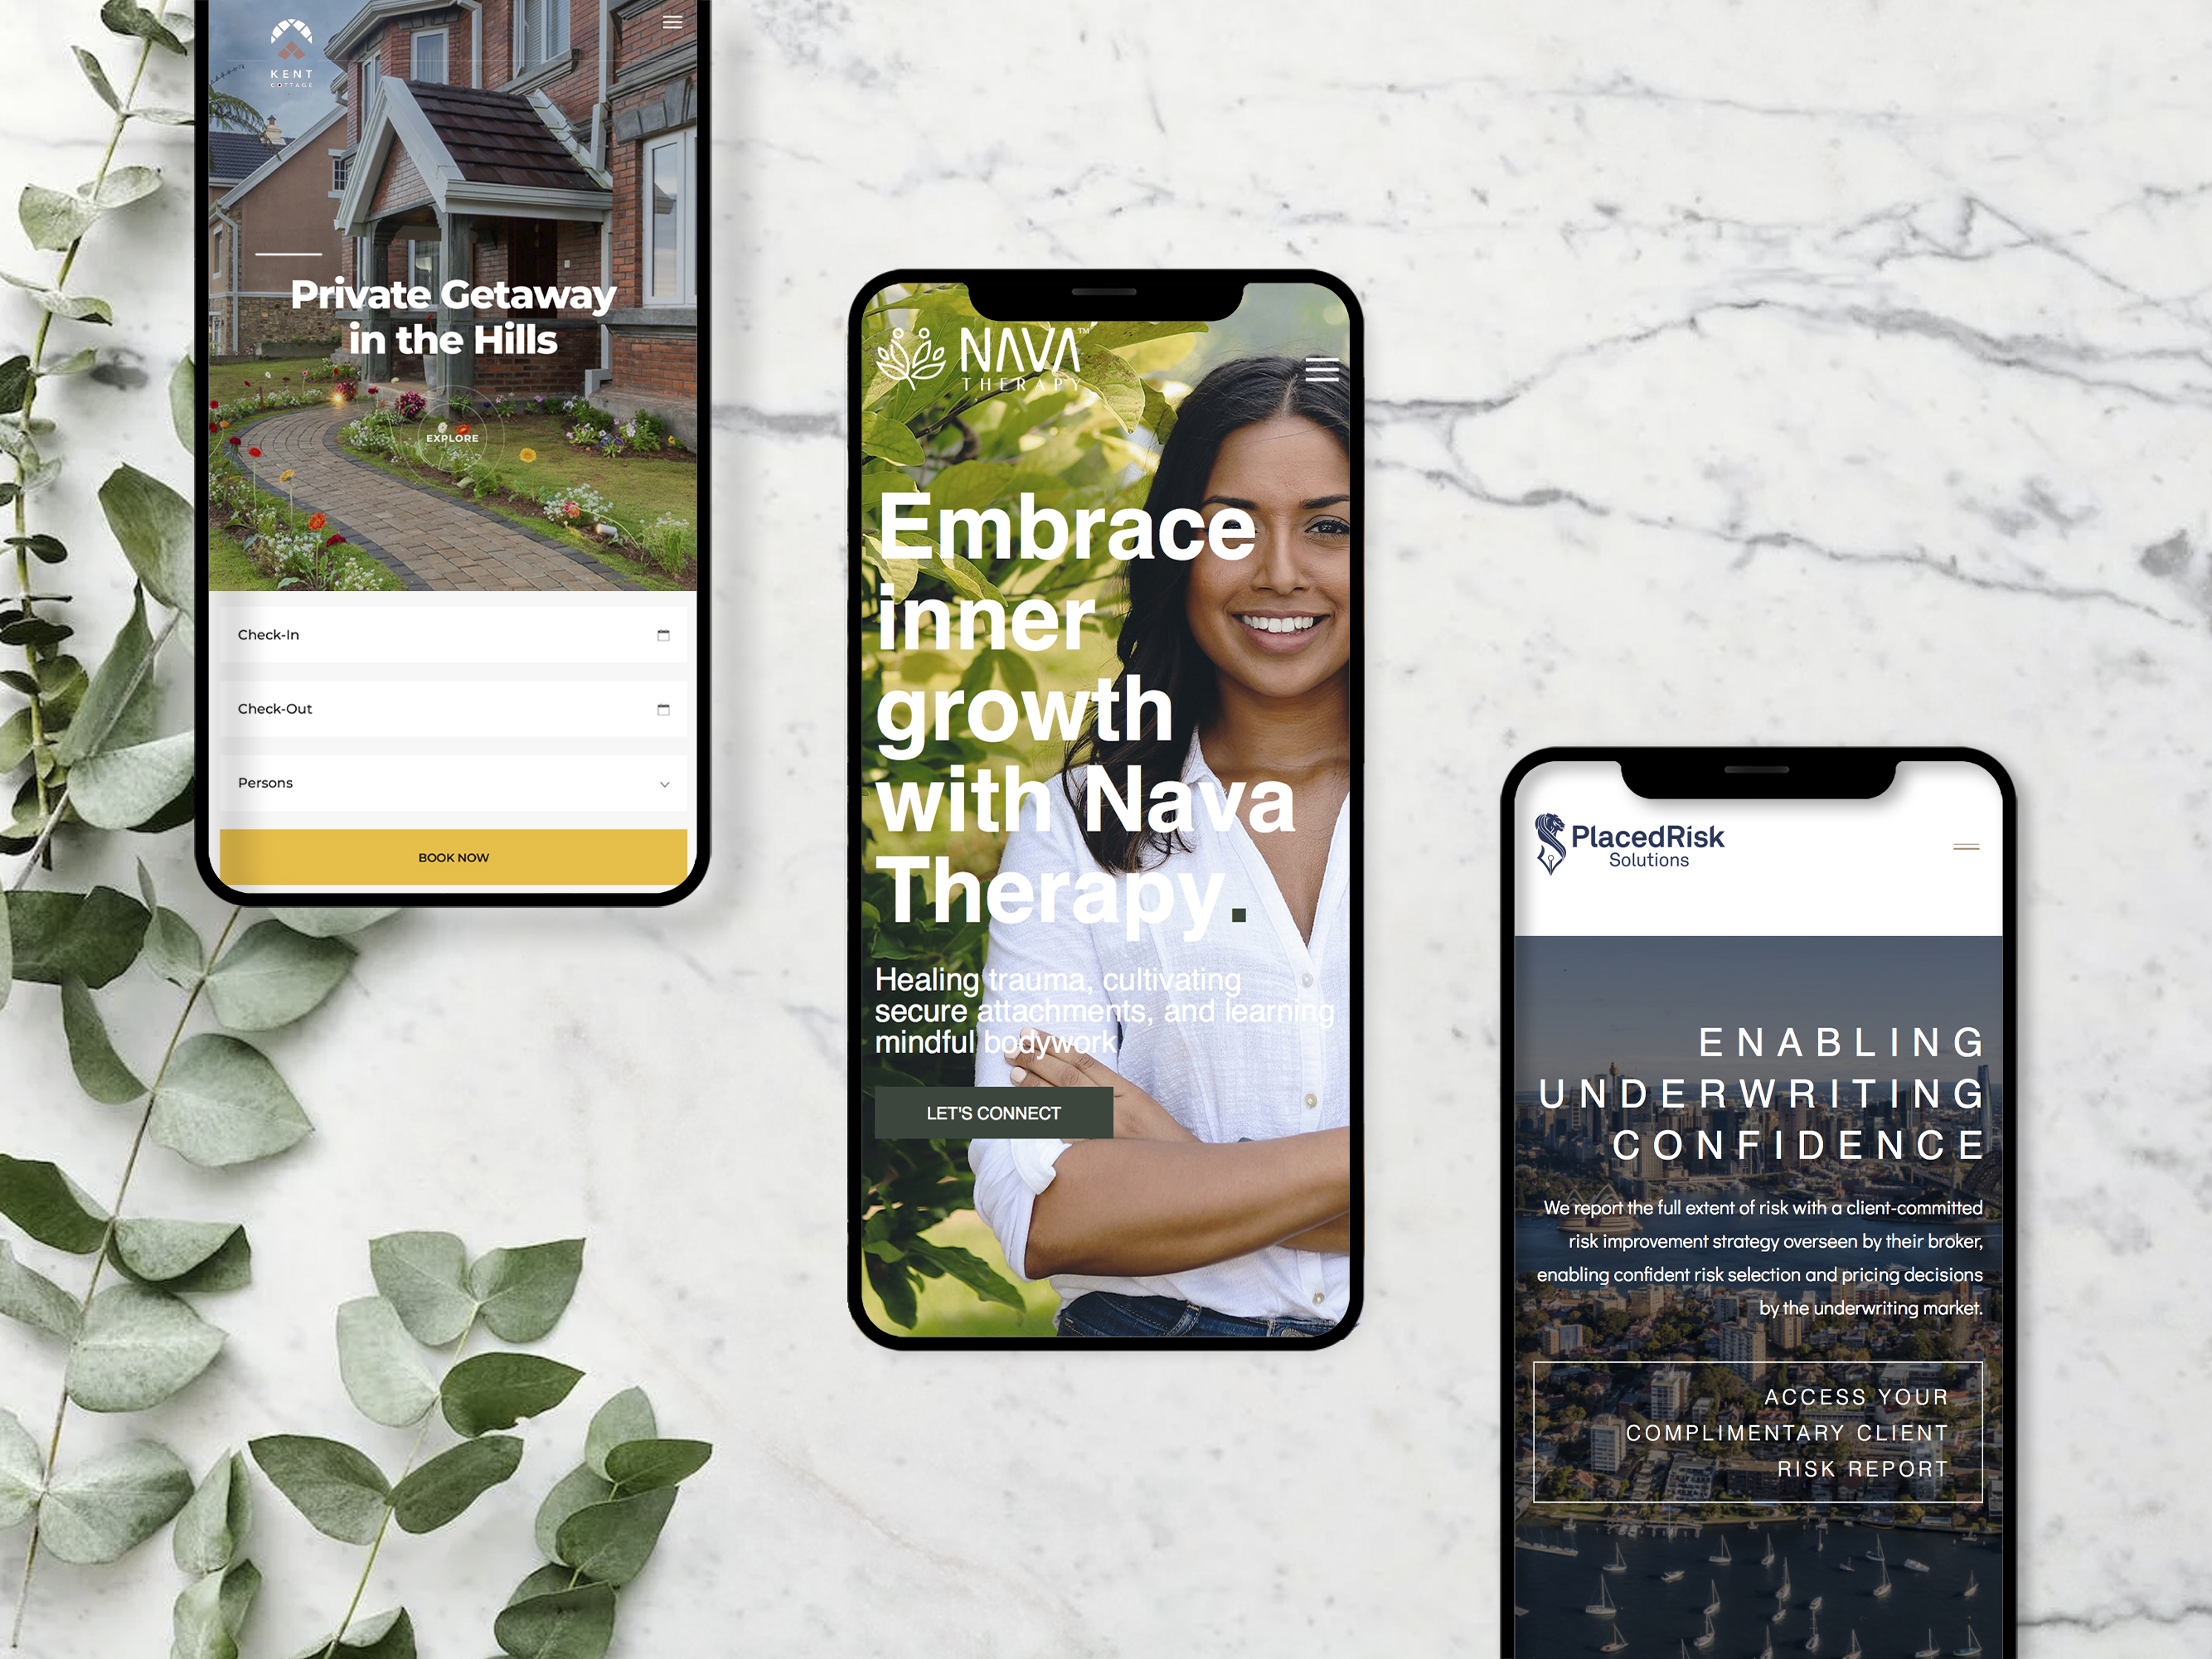 KENT
COTTAGE
Private Getaway
in the Hills
EXPLORE
Check-In
Check-Out
Persons
BOOK NOW
NAVA™
THERAPY
Embrace
inner
growth
with Nava
Therapy.
Healing trauma, cultivating
secure attachments, and learning
mindful bodywork
LET'S CONNECT
PlacedRisk
Solutions
ENABLING
UNDERWRITING
CONFIDENCE
We report the full extent of risk with a client-committed
risk improvement strategy overseen by their broker,
enabling confident risk selection and pricing decisions
by the underwriting market.
ACCESS YOUR
COMPLIMENTARY CLIENT
RISK REPORT